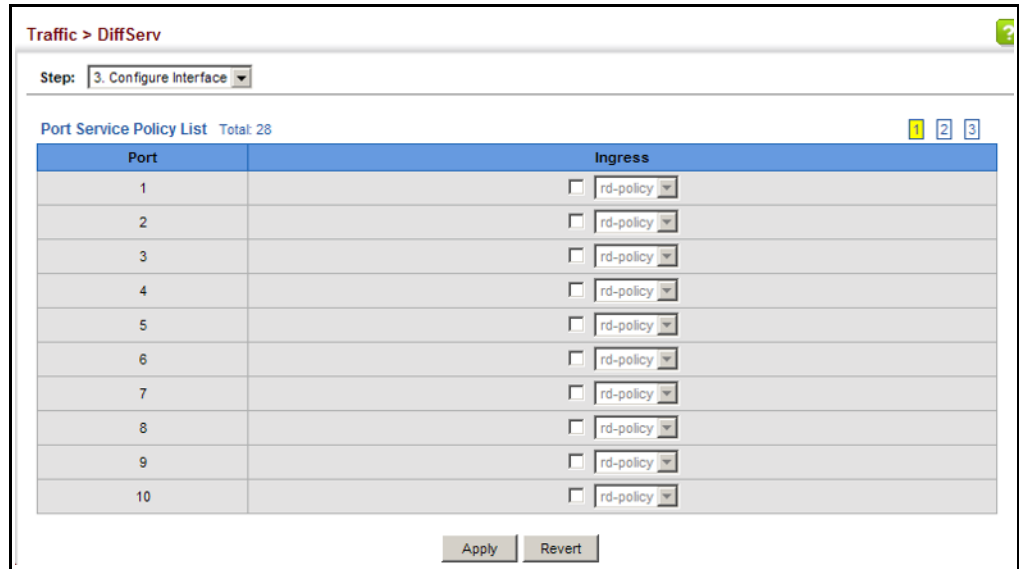 Traffic > DiffServ
?
Step: 3. Configure Interface
Port Service Policy List Total: 28 1 2 3
Port Ingress
1 rd-policy
2 rd-policy
3 rd-policy
4 rd-policy
5 rd-policy
6 rd-policy
7 rd-policy
8 rd-policy
9 rd-policy
10 rd-policy
Apply Revert